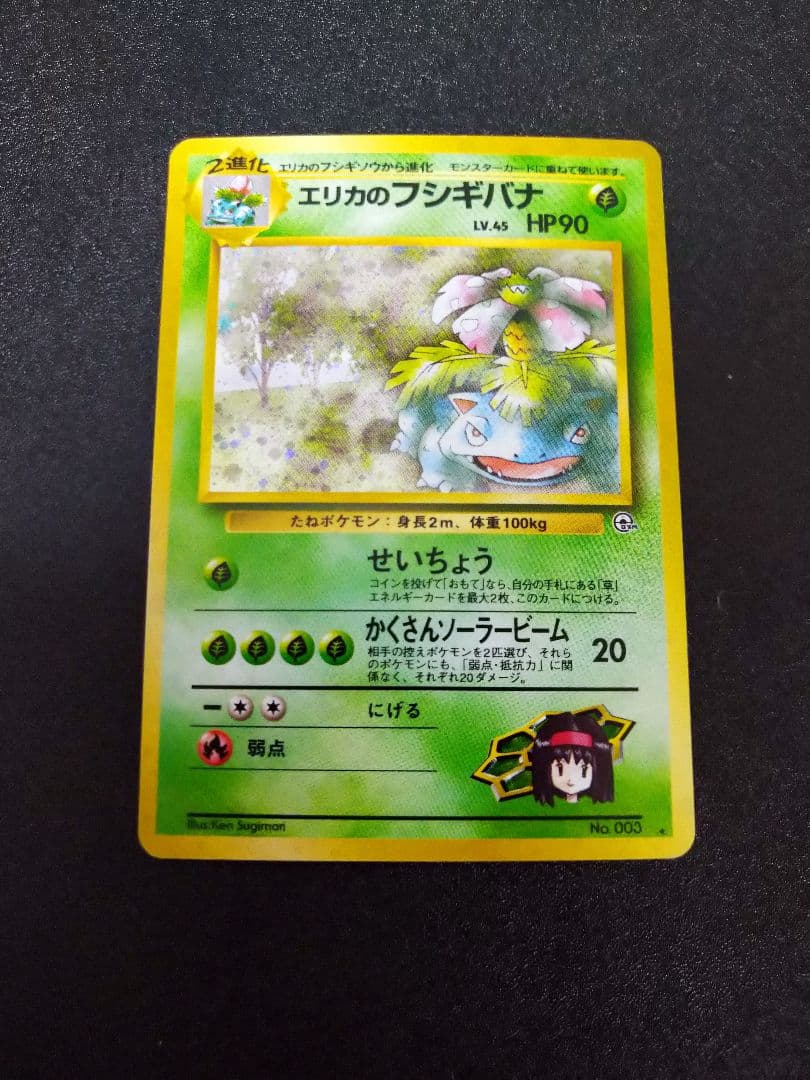 2進化 エリカのフシギソウから進化 モンスターカードに重ねて使います。
エリカのフシギバナ
LV.45 HP90
たねポケモン：身長2m、体重100kg
せいちょう
コインを投げて「おもて」なら、自分の手札にある「草」
エネルギーカードを最大2枚、このカードにつける。
かくさんソーラービーム 20
相手の控えポケモンを2匹選び、それら
のポケモンにも、「弱点・抵抗力」に関
係なく、それぞれ20ダメージ。
にげる
弱点
Illus.Ken Sugimori
No. 003